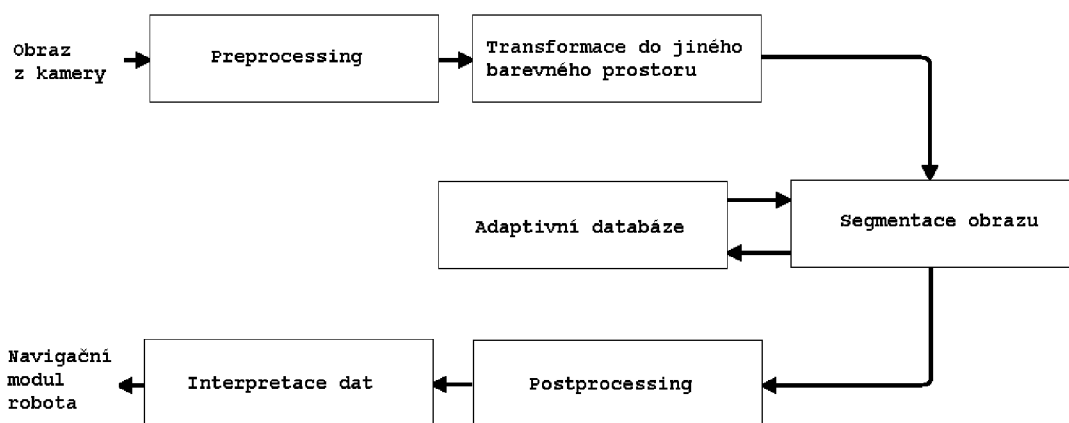 Obraz
z kamery
Preprocessing
Transformace do jiného
barevného prostoru
Adaptivní databáze
Segmentace obrazu
Navigační
modul
robota
Interpretace dat
Postprocessing